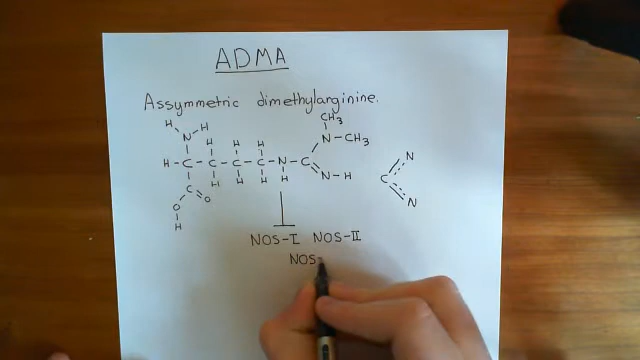 ADMA
Assymmetric dimethylarginine.
CH3
H H N N-CH3
H H H N
H-C-C-C-C-N-C C
H H H H N-H N
C
O O
H
NOS-I NOS-II
NOS-